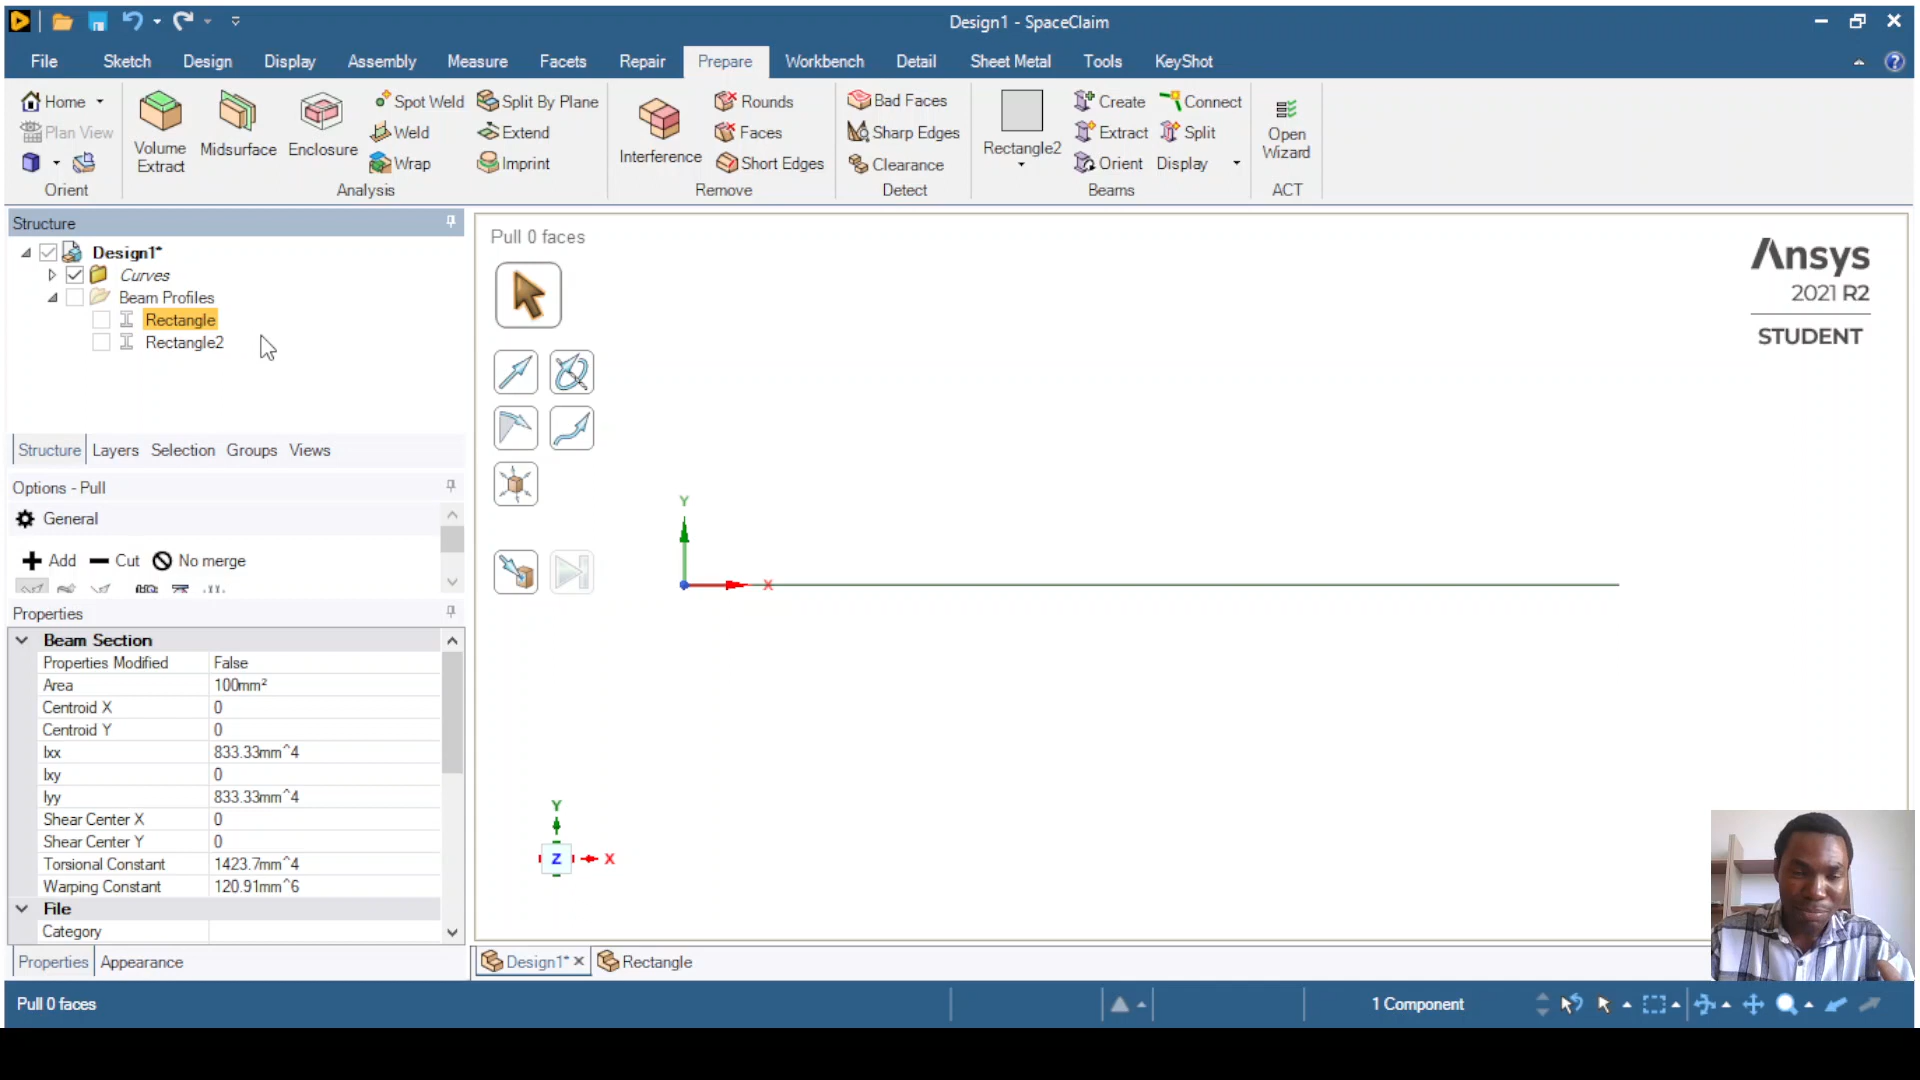 Design1 - SpaceClaim
File Sketch Design Display Assembly Measure Facets Repair Prepare Workbench Detail Sheet Metal Tools KeyShot
Home
Plan View
Orient
Volume Extract
Midsurface
Enclosure
Spot Weld
Weld
Wrap
Split By Plane
Extend
Imprint
Analysis
Interference
Rounds
Faces
Short Edges
Remove
Bad Faces
Sharp Edges
Clearance
Detect
Rectangle2
Create
Extract
Orient
Connect
Split
Display
Beams
Open Wizard
ACT
Structure
Design1*
Curves
Beam Profiles
Rectangle
Rectangle2
Structure Layers Selection Groups Views
Options - Pull
General
Add Cut No merge
Properties
Beam Section
Properties Modified False
Area 100mm²
Centroid X 0
Centroid Y 0
Ixx 833.33mm^4
Ixy 0
Iyy 833.33mm^4
Shear Center X 0
Shear Center Y 0
Torsional Constant 1423.7mm^4
Warping Constant 120.91mm^6
File
Category
Properties Appearance
Pull 0 faces
Ansys
2021 R2
STUDENT
Y
X
Y
Z X
Design1* Rectangle
Pull 0 faces
1 Component